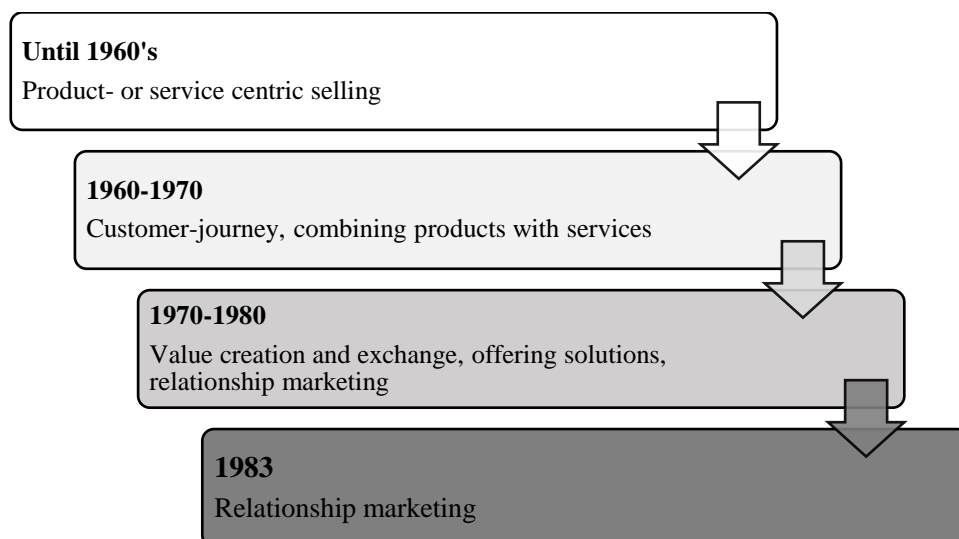 Until 1960's
Product- or service centric selling
1960-1970
Customer-journey, combining products with services
1970-1980
Value creation and exchange, offering solutions,
relationship marketing
1983
Relationship marketing